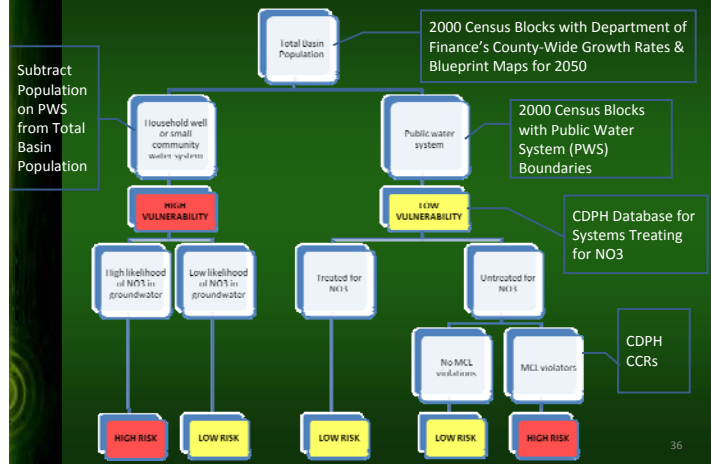 Total Basin
Population
2000 Census Blocks with Department of
Finance's County-Wide Growth Rates &
Blueprint Maps for 2050
Subtract
Population
on PWS
from Total
Basin
Population
Household well
or small
community
water system
Public water
system
2000 Census Blocks
with Public Water
System (PWS)
Boundaries
HIGH
VULNERABILITY
LOW
VULNERABILITY
CDPH Database for
Systems Treating
for NO3
High likelihood
of NO3 in
groundwater
Low likelihood
of NO3 in
groundwater
Treated for
NO3
Untreated for
NO3
No MCL
violations
MCL violators
CDPH
CCRs
HIGH RISK
LOW RISK
LOW RISK
LOW RISK
HIGH RISK
36